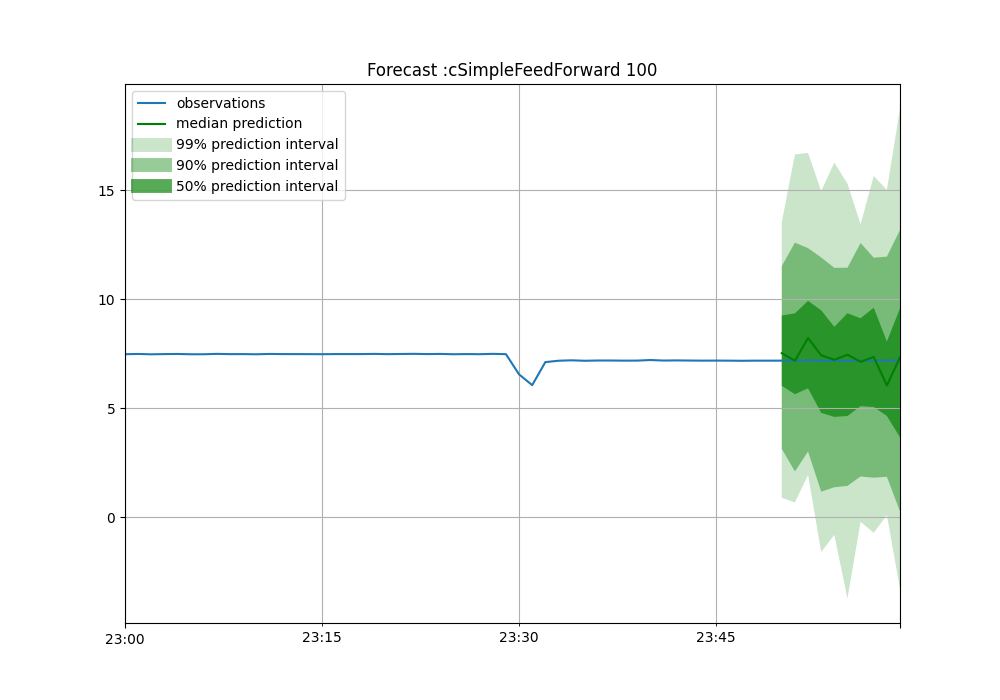 Forecast :cSimpleFeedForward 100
observations
median prediction
99% prediction interval
90% prediction interval
50% prediction interval
15
10
5
0
23:00
23:15
23:30
23:45